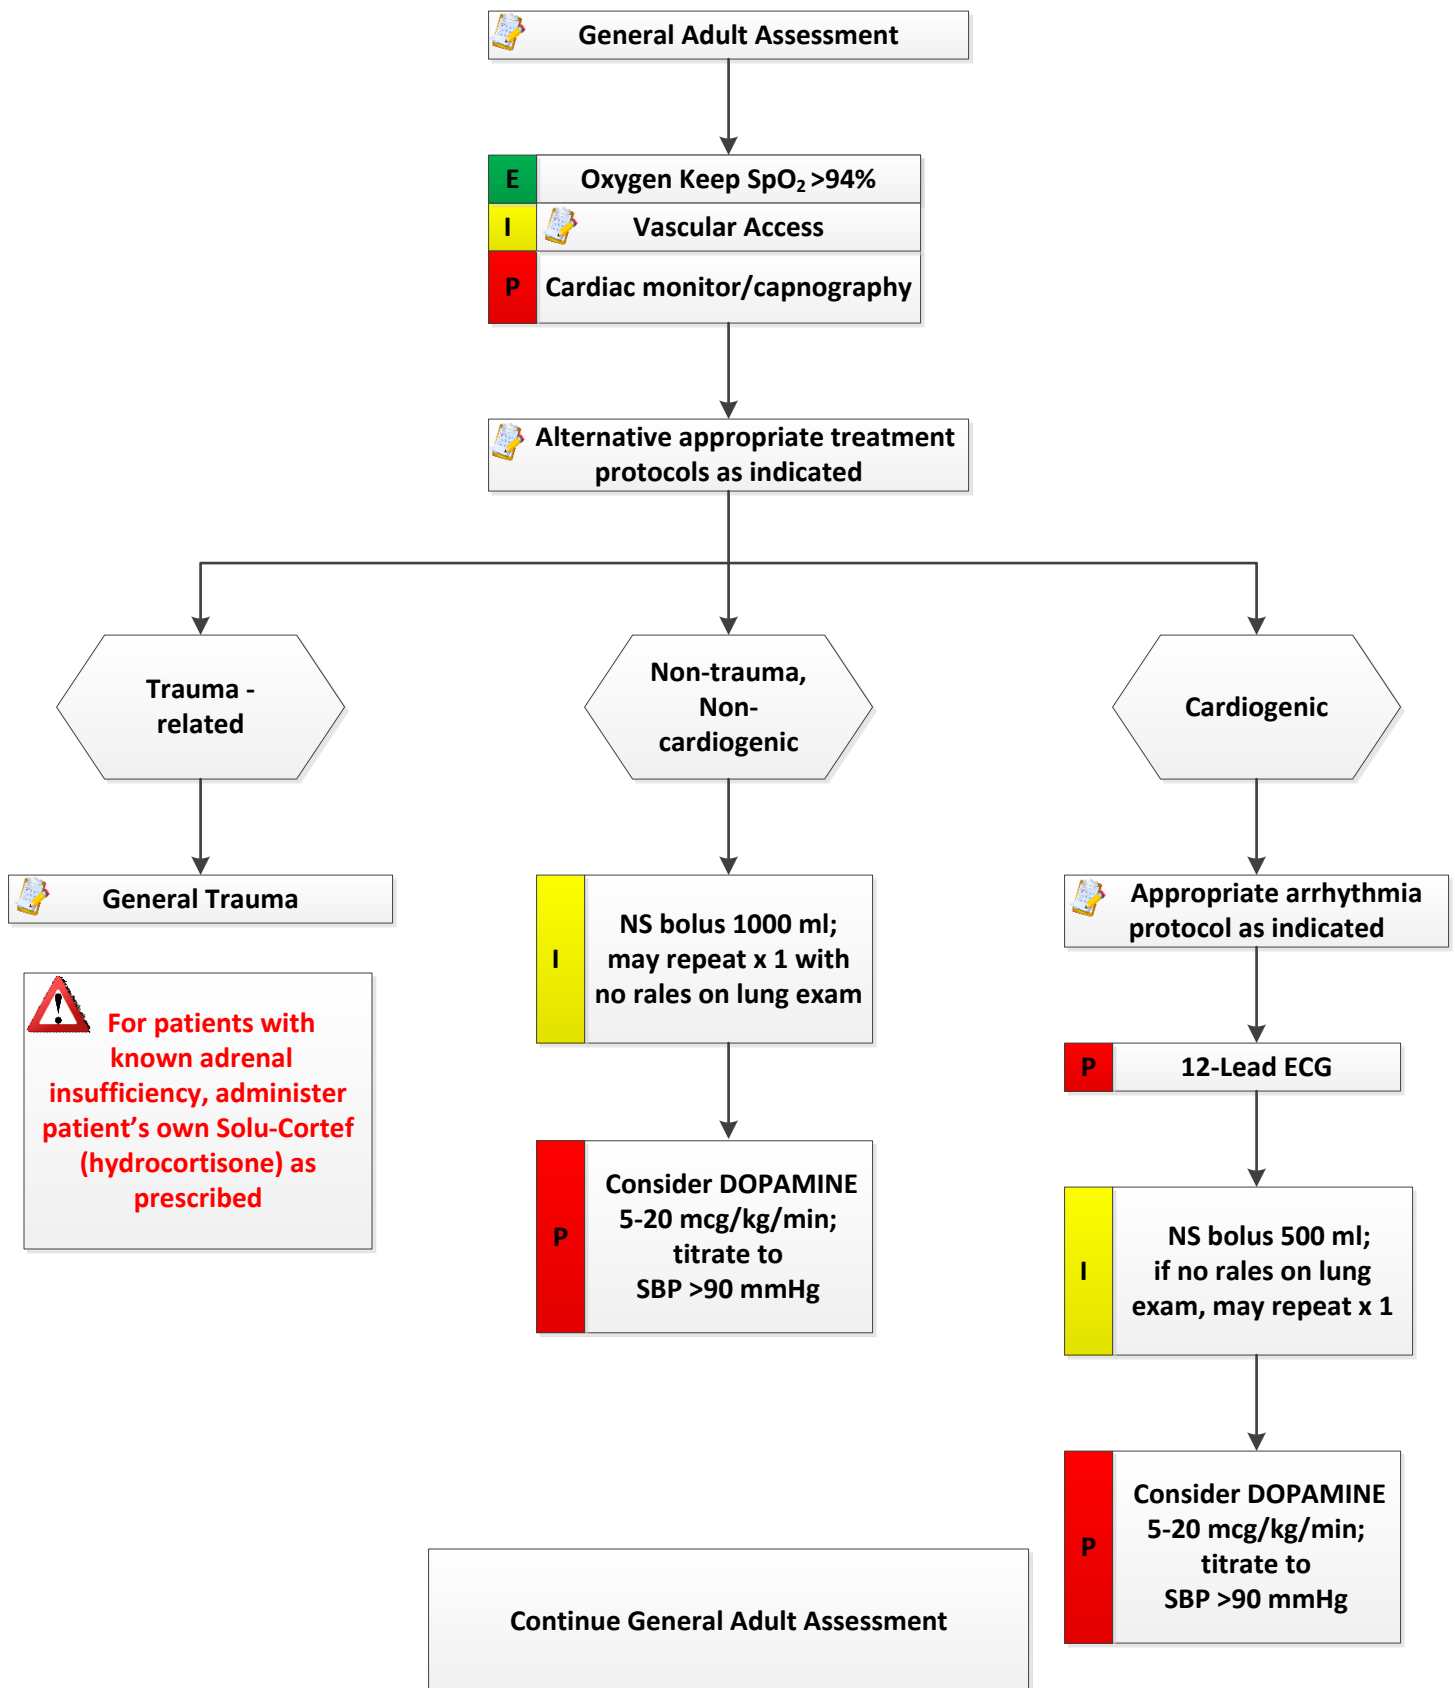 General Adult Assessment
E
Oxygen Keep SpO₂ >94%
I
Vascular Access
P
Cardiac monitor/capnography
Alternative appropriate treatment
protocols as indicated
Trauma -
related
General Trauma
For patients with
known adrenal
insufficiency, administer
patient’s own Solu-Cortef
(hydrocortisone) as
prescribed
Non-trauma,
Non-
cardiogenic
I
NS bolus 1000 ml;
may repeat x 1 with
no rales on lung exam
P
Consider DOPAMINE
5-20 mcg/kg/min;
titrate to
SBP >90 mmHg
Cardiogenic
Appropriate arrhythmia
protocol as indicated
P
12-Lead ECG
I
NS bolus 500 ml;
if no rales on lung
exam, may repeat x 1
P
Consider DOPAMINE
5-20 mcg/kg/min;
titrate to
SBP >90 mmHg
Continue General Adult Assessment